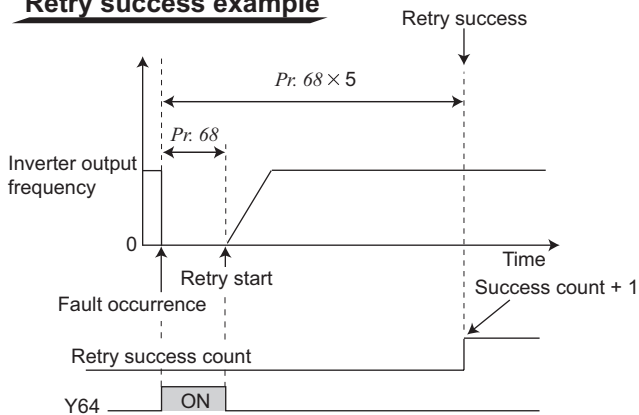 Retry success example
Retry success
Pr. 68 × 5
Pr. 68
Inverter output
frequency
0
Time
Retry start
Success count + 1
Fault occurrence
Retry success count
Y64
ON